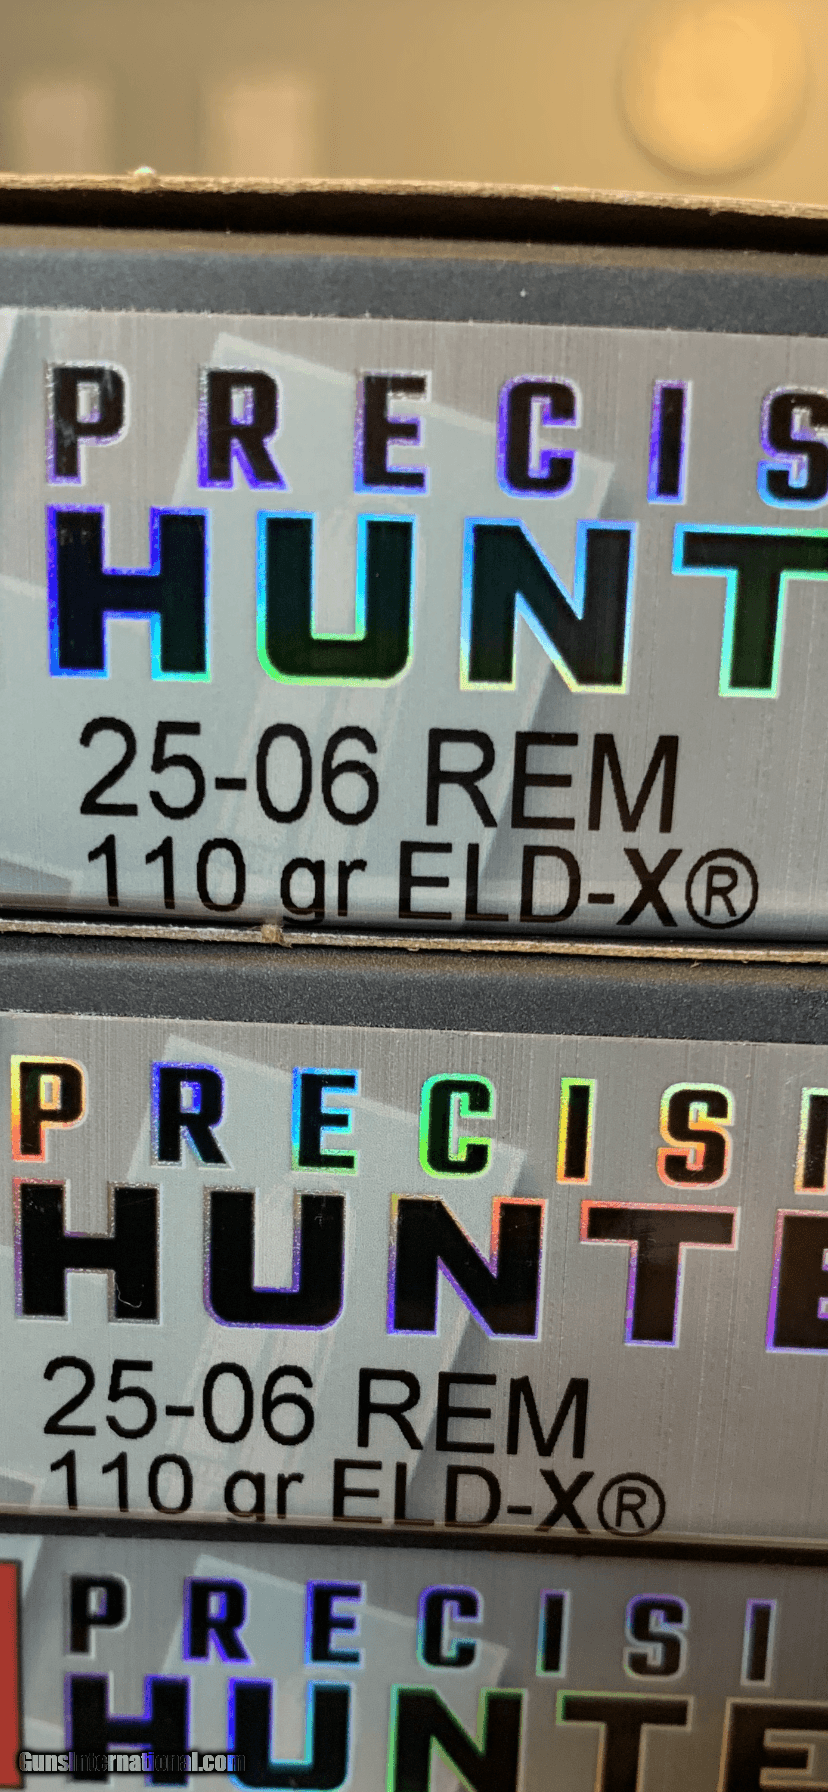 PRECIS
HUNT
25-06 REM
110 gr ELD-X®
PRECISI
HUNTE
25-06 REM
110 gr ELD-X®
PRECISI
HUNTE
GunsInternational.com